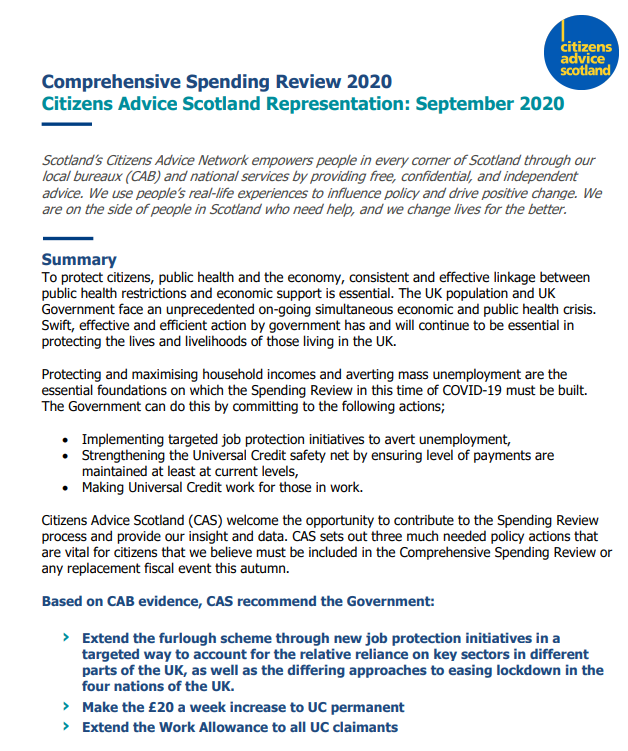 citizens
advice
scotland
Comprehensive Spending Review 2020
Citizens Advice Scotland Representation: September 2020
Scotland's Citizens Advice Network empowers people in every corner of Scotland through our
local bureaux (CAB) and national services by providing free, confidential, and independent
advice. We use people's real-life experiences to influence policy and drive positive change. We
are on the side of people in Scotland who need help, and we change lives for the better.
Summary
To protect citizens, public health and the economy, consistent and effective linkage between
public health restrictions and economic support is essential. The UK population and UK
Government face an unprecedented on-going simultaneous economic and public health crisis.
Swift, effective and efficient action by government has and will continue to be essential in
protecting the lives and livelihoods of those living in the UK.
Protecting and maximising household incomes and averting mass unemployment are the
essential foundations on which the Spending Review in this time of COVID-19 must be built.
The Government can do this by committing to the following actions;
• Implementing targeted job protection initiatives to avert unemployment,
• Strengthening the Universal Credit safety net by ensuring level of payments are
maintained at least at current levels,
• Making Universal Credit work for those in work.
Citizens Advice Scotland (CAS) welcome the opportunity to contribute to the Spending Review
process and provide our insight and data. CAS sets out three much needed policy actions that
are vital for citizens that we believe must be included in the Comprehensive Spending Review or
any replacement fiscal event this autumn.
Based on CAB evidence, CAS recommend the Government:
› Extend the furlough scheme through new job protection initiatives in a
targeted way to account for the relative reliance on key sectors in different
parts of the UK, as well as the differing approaches to easing lockdown in the
four nations of the UK.
› Make the £20 a week increase to UC permanent
› Extend the Work Allowance to all UC claimants